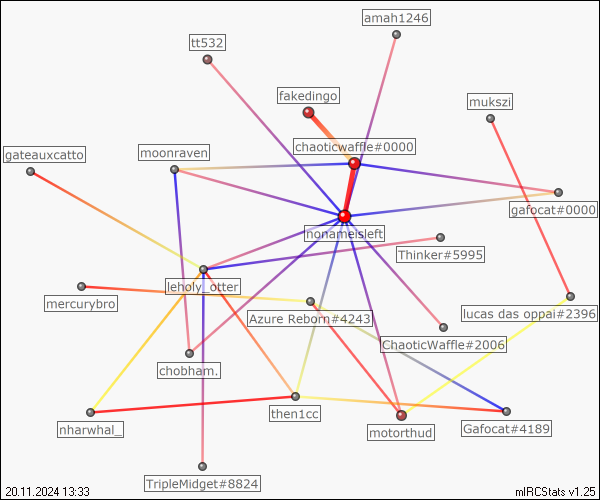 amah1246
tt532
fakedingo
mukszi
chaoticwaffle#0000
gateauxcatto
moonraven
gafocat#0000
nonameisleft
Thinker#5995
leholy_otter
mercurybro
Azure Reborn#4243
lucas das oppai#2396
ChaoticWaffle#2006
chobham.
then1cc
nharwhal_
motorthud
Gafocat#4189
TripleMidget#8824
20.11.2024 13:33
mIRCStats v1.25